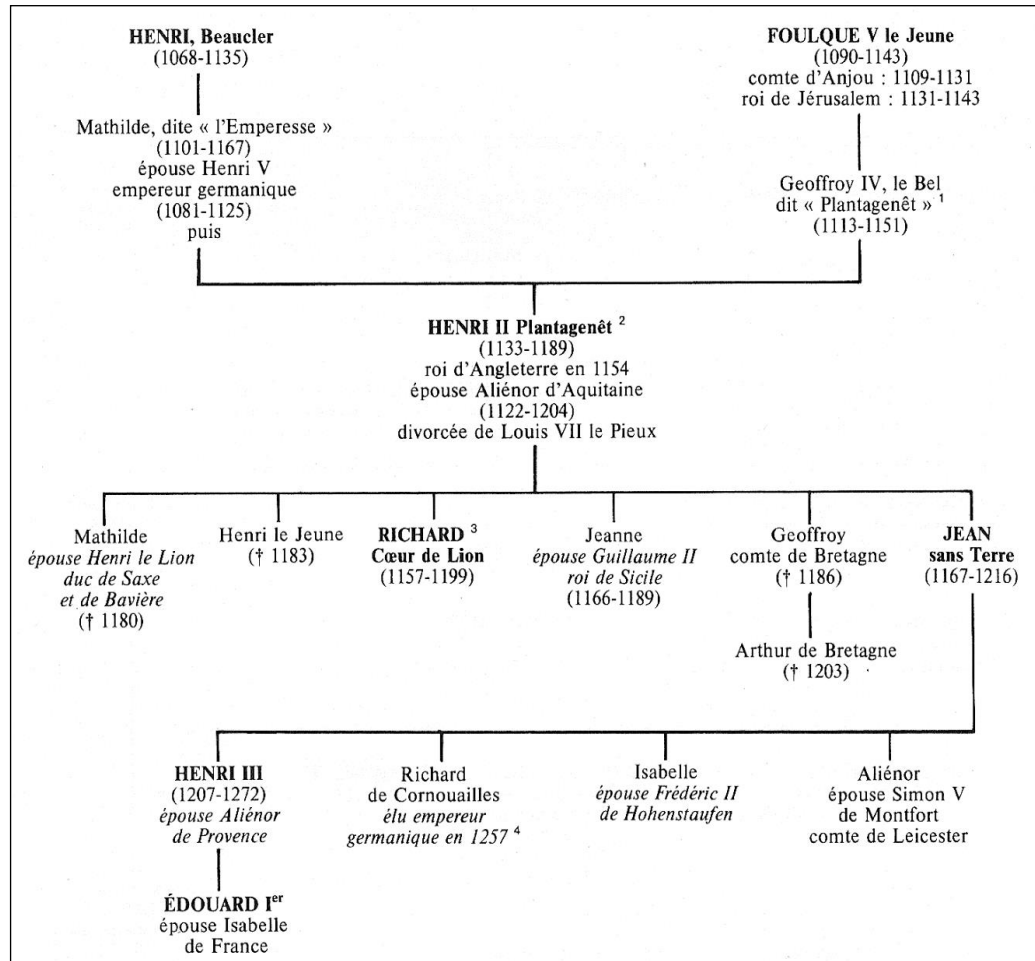 HENRI, Beaucler
(1068-1135)
Mathilde, dite « l'Emperesse »
(1101-1167)
épouse Henri V
empereur germanique
(1081-1125)
puis
FOULQUE V le Jeune
(1090-1143)
comte d'Anjou : 1109-1131
roi de Jérusalem : 1131-1143
Geoffroy IV, le Bel
dit « Plantagenêt » 1
(1113-1151)
HENRI II Plantagenêt 2
(1133-1189)
roi d'Angleterre en 1154
épouse Aliénor d'Aquitaine
(1122-1204)
divorcée de Louis VII le Pieux
Mathilde
épouse Henri le Lion
duc de Saxe
et de Bavière
(† 1180)
Henri le Jeune
(† 1183)
RICHARD 3
Cœur de Lion
(1157-1199)
Jeanne
épouse Guillaume II
roi de Sicile
(1166-1189)
Geoffroy
comte de Bretagne
(† 1186)
Arthur de Bretagne
(† 1203)
JEAN
sans Terre
(1167-1216)
HENRI III
(1207-1272)
épouse Aliénor
de Provence
Richard
de Cornouailles
élu empereur
germanique en 1257 4
Isabelle
épouse Frédéric II
de Hohenstaufen
Aliénor
épouse Simon V
de Montfort
comte de Leicester
ÉDOUARD Ier
épouse Isabelle
de France